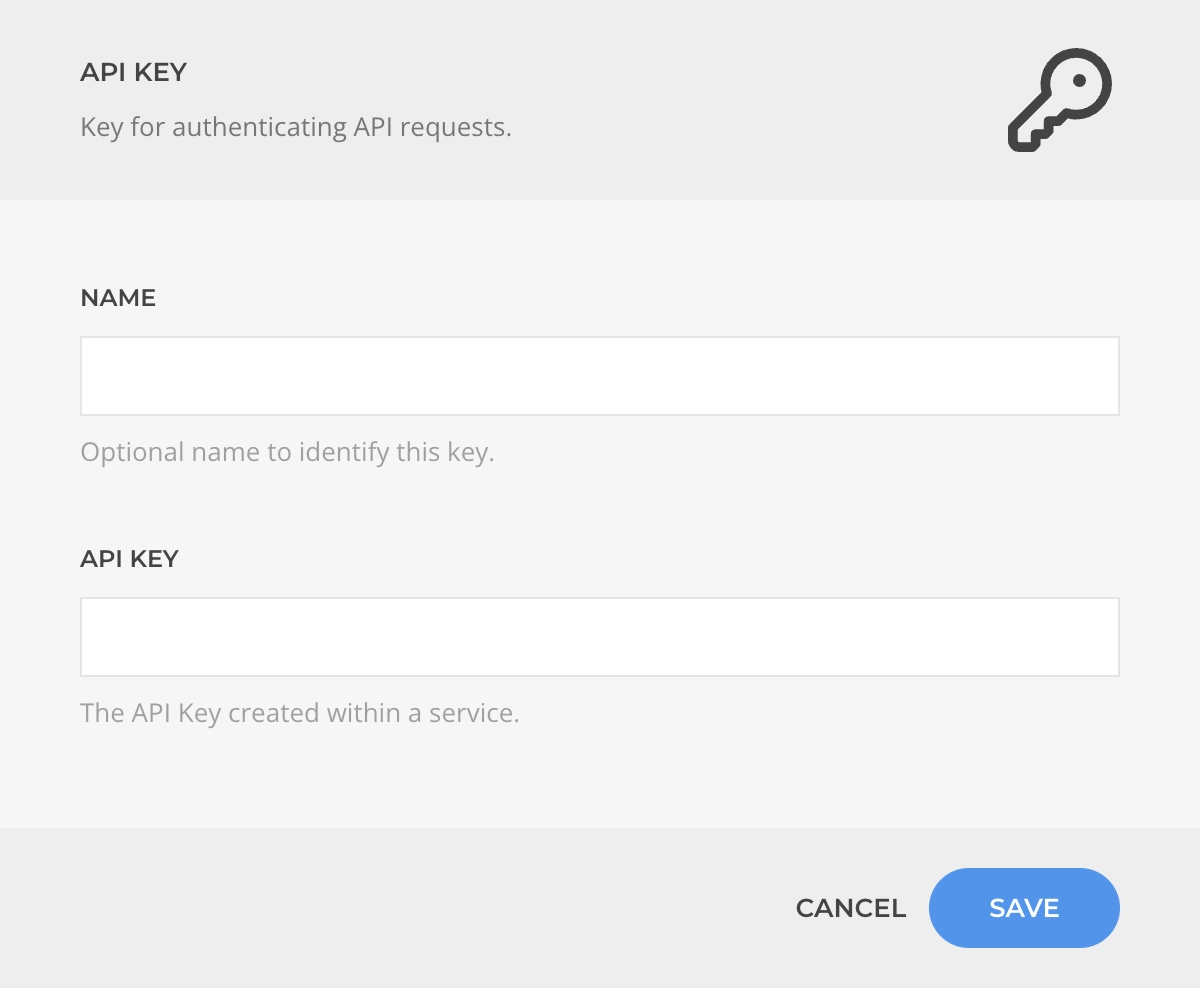 API KEY
Key for authenticating API requests.
NAME
Optional name to identify this key.
API KEY
The API Key created within a service.
CANCEL SAVE